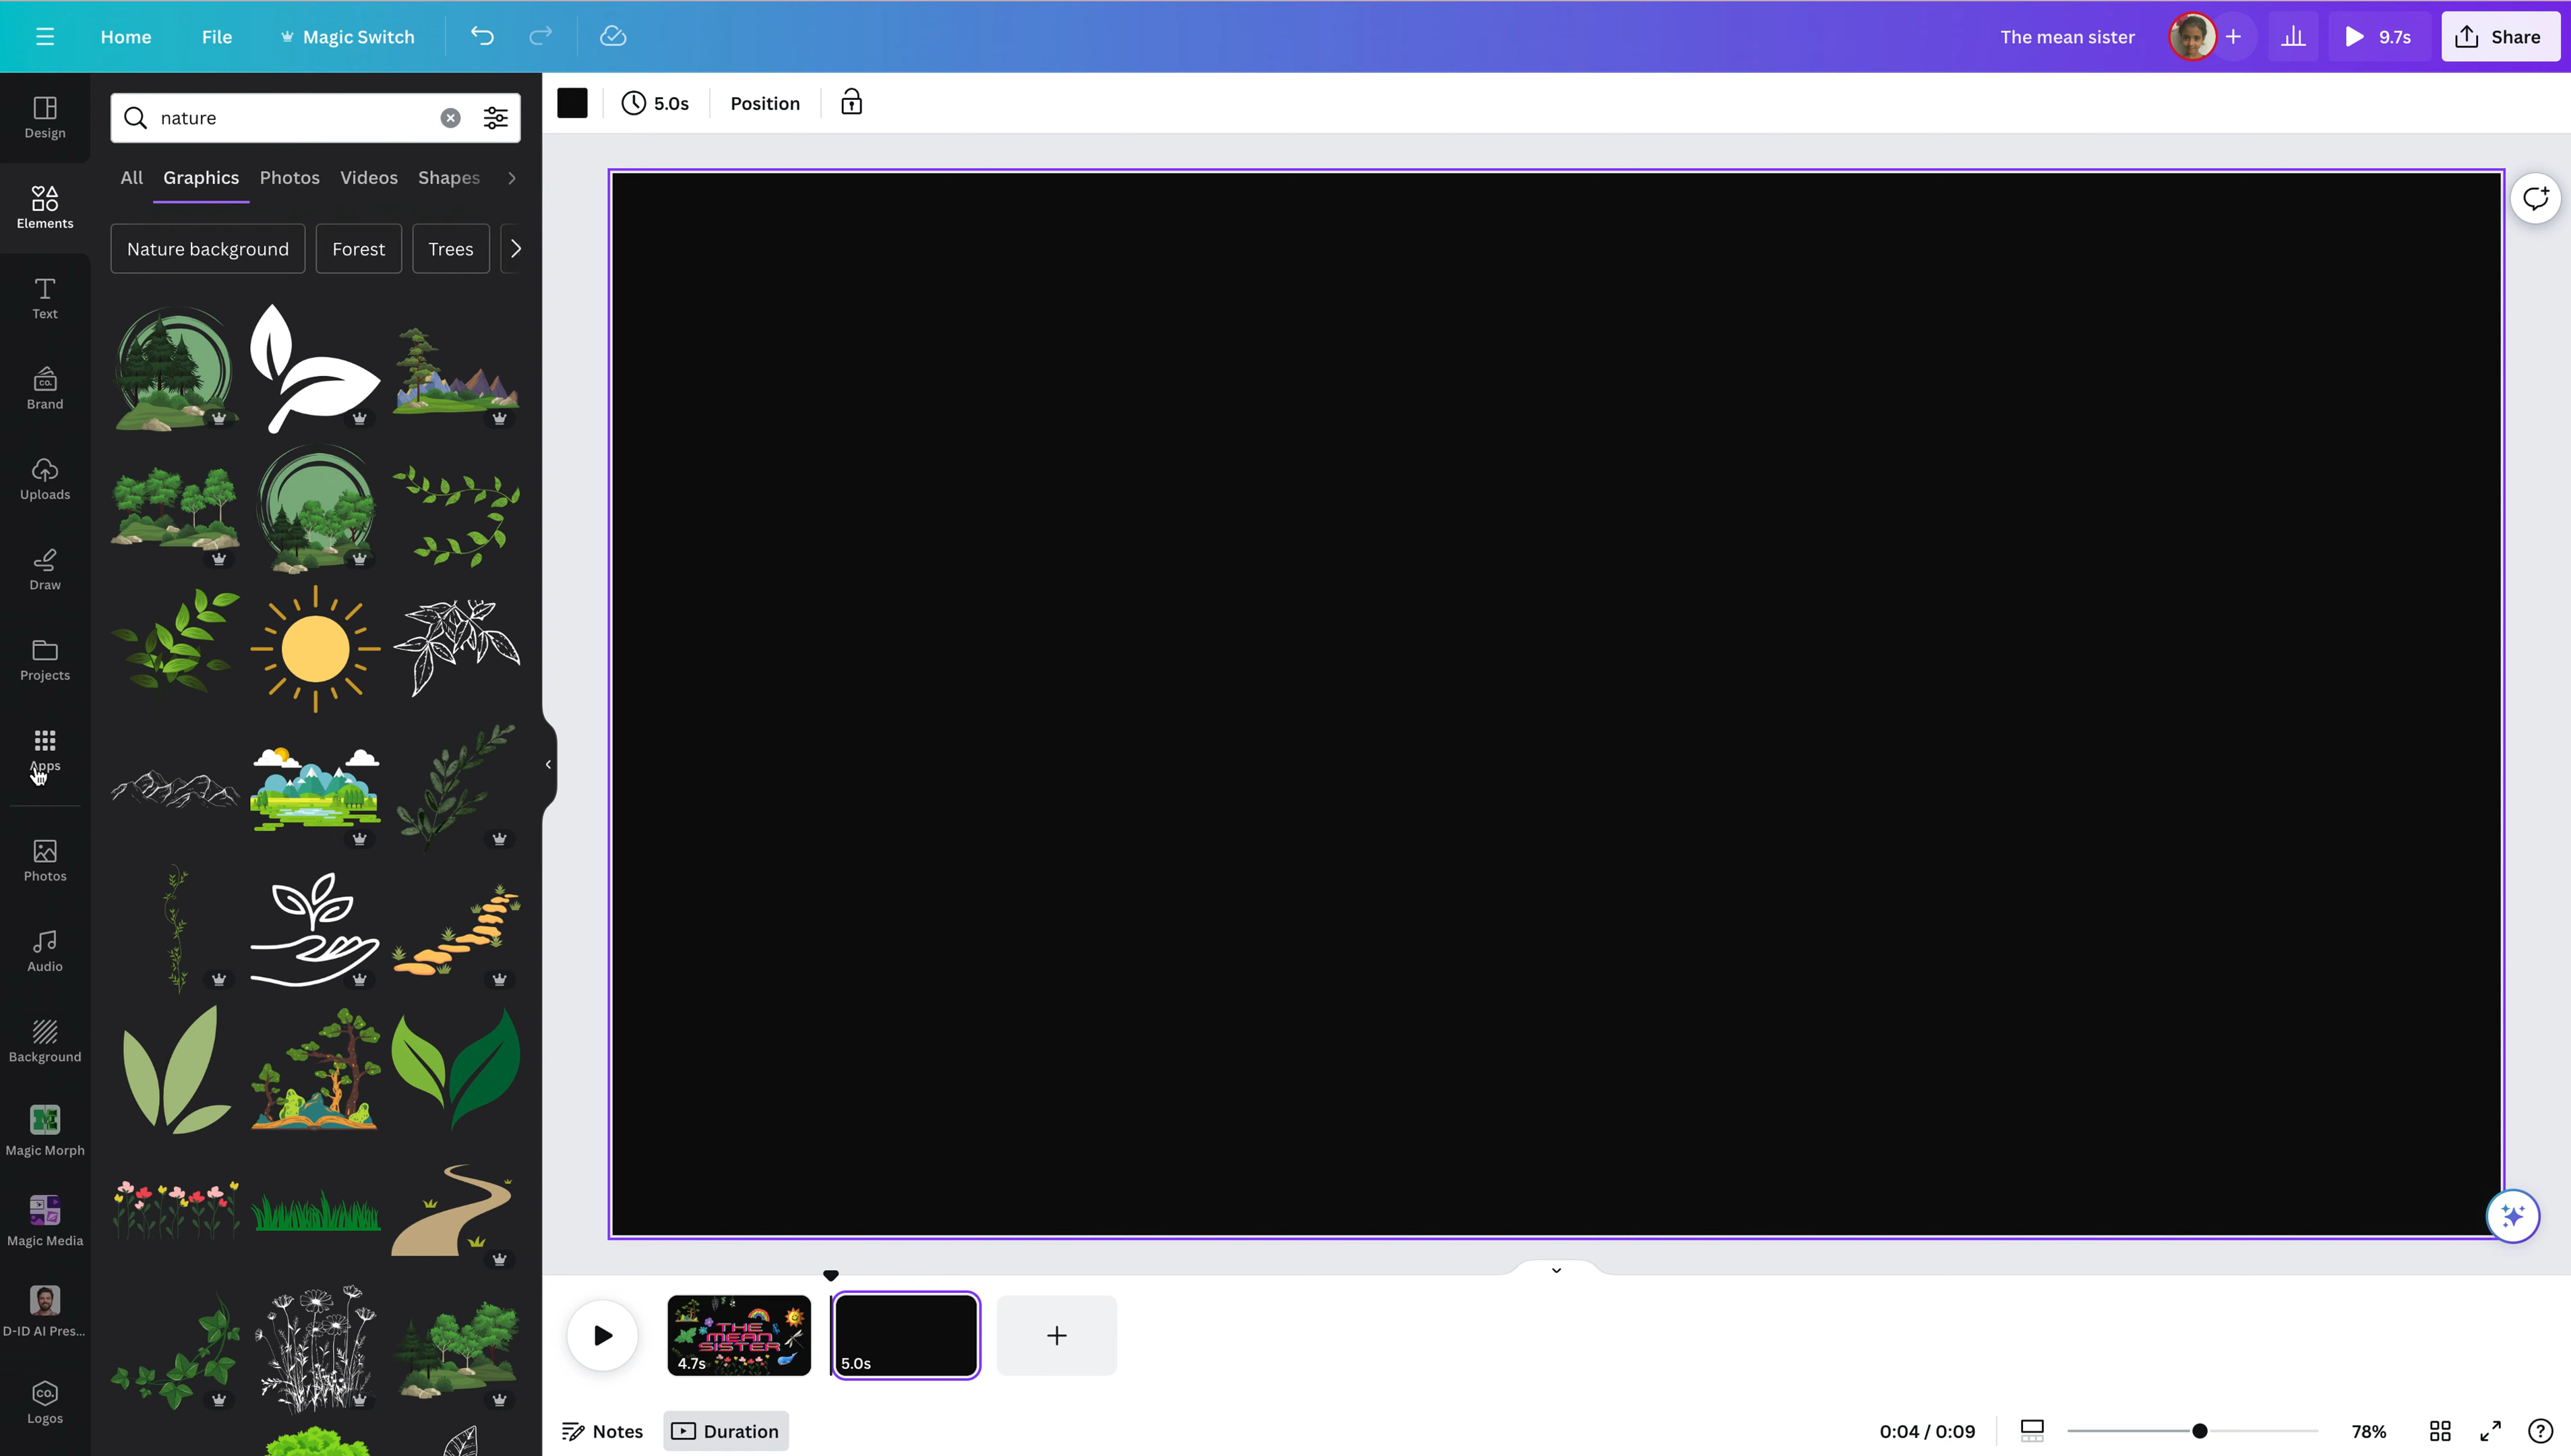 Home File Magic Switch The mean sister 9.7s Share
5.0s Position
nature
All Graphics Photos Videos Shapes
Nature background Forest Trees
Design
Elements
Text
CO.
Brand
Uploads
Draw
Projects
Apps
Photos
Audio
Background
Magic Morph
Magic Media
D-ID AI Pres...
CO.
Logos
THE
MEAN
SISTER
4.7s
5.0s
Notes Duration 0:04 / 0:09 78%